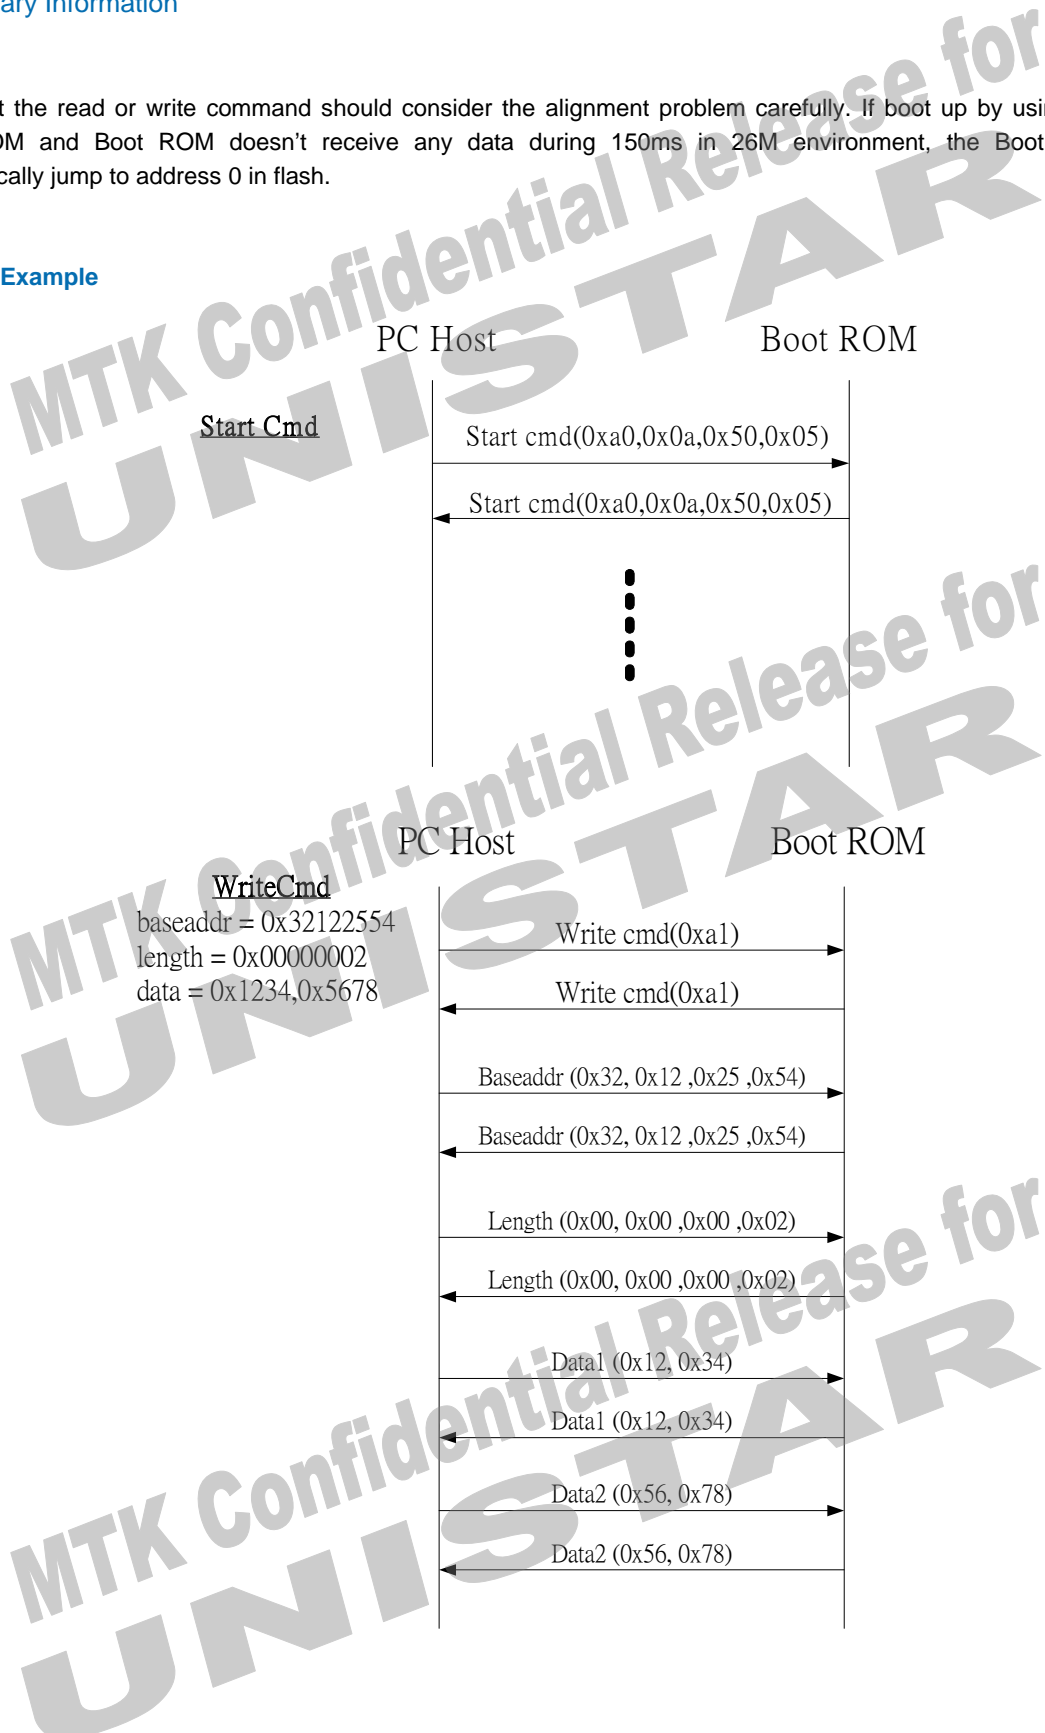 ary Information
t the read or write command should consider the alignment problem carefully. If boot up by usi
OM and Boot ROM doesn't receive any data during 150ms in 26M environment, the Boot
cally jump to address 0 in flash.
Example
PC Host Boot ROM
Start Cmd
Start cmd(0xa0,0x0a,0x50,0x05)
Start cmd(0xa0,0x0a,0x50,0x05)
PC Host Boot ROM
WriteCmd
baseaddr = 0x32122554
length = 0x00000002
data = 0x1234,0x5678
Write cmd(0xa1)
Write cmd(0xa1)
Baseaddr (0x32, 0x12 ,0x25 ,0x54)
Baseaddr (0x32, 0x12 ,0x25 ,0x54)
Length (0x00, 0x00 ,0x00 ,0x02)
Length (0x00, 0x00 ,0x00 ,0x02)
Data1 (0x12, 0x34)
Data1 (0x12, 0x34)
Data2 (0x56, 0x78)
Data2 (0x56, 0x78)
MTK Confidential Release for
UNISTAR
MTK Confidential Release for
UNISTAR
MTK Confidential Release for
UNISTAR